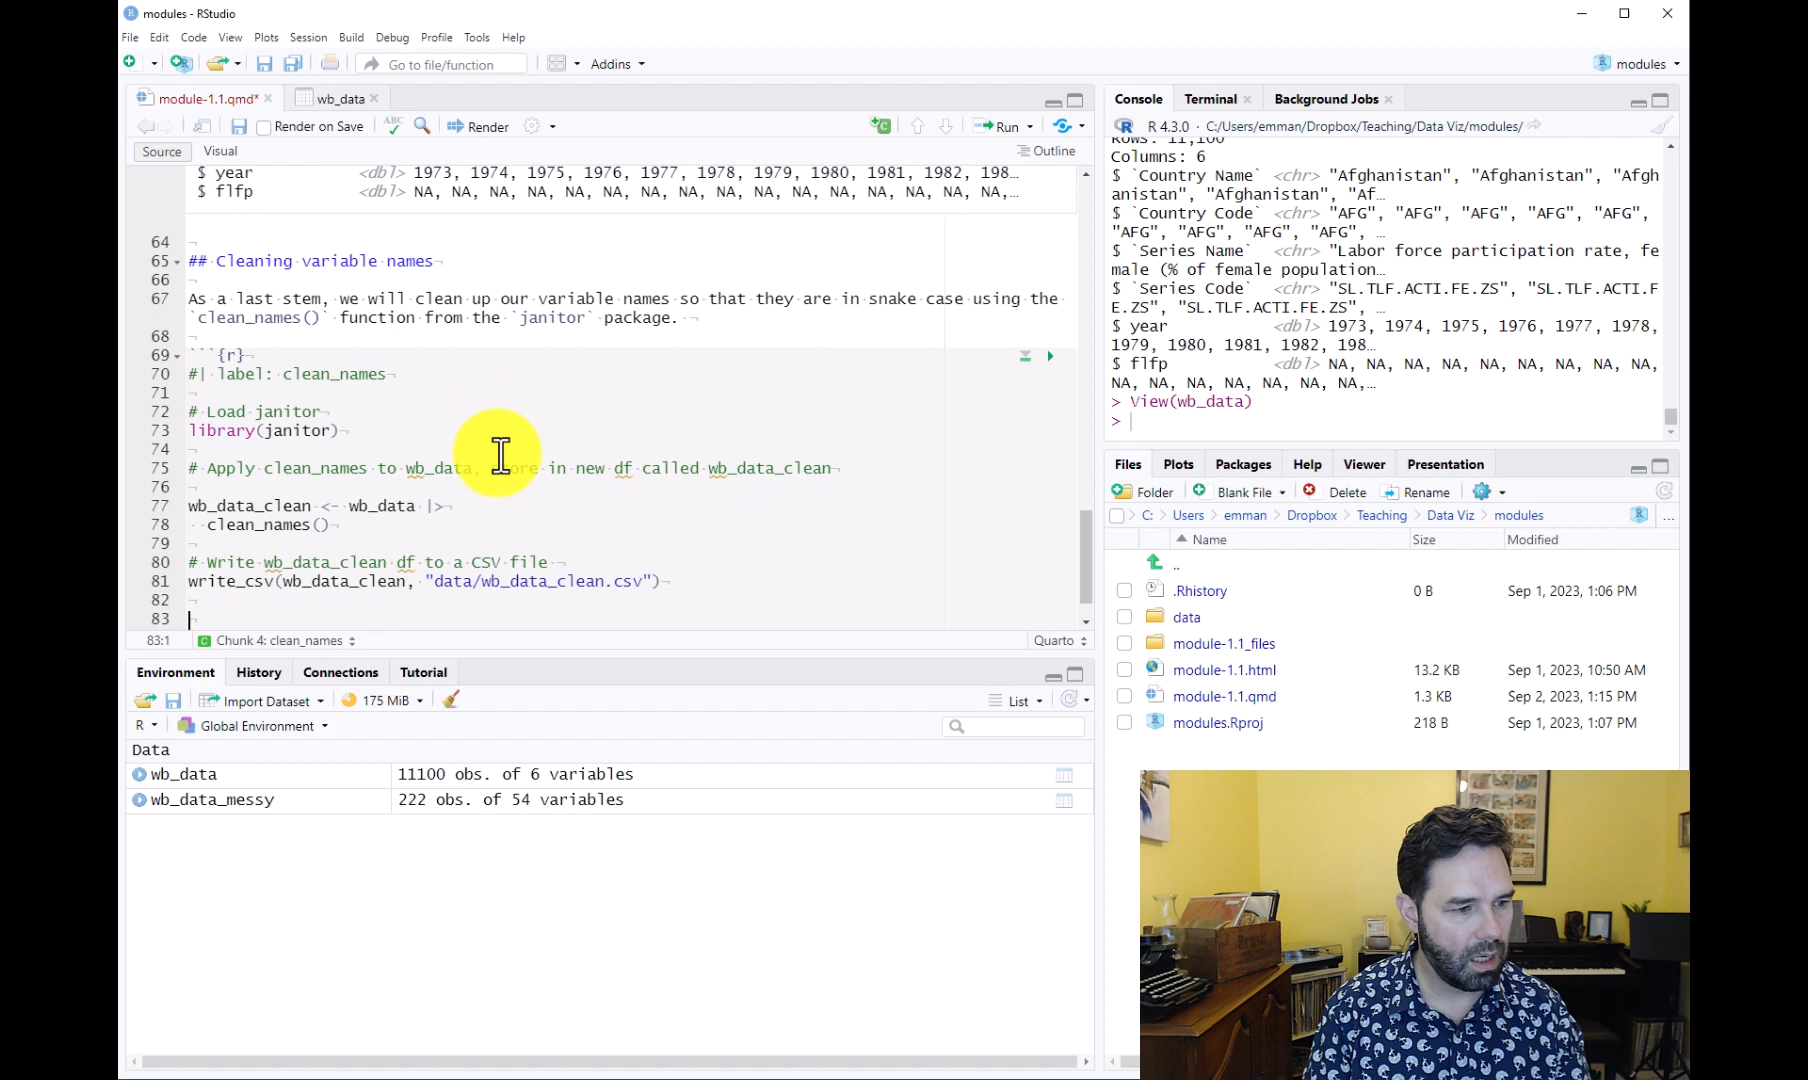 modules - RStudio
File Edit Code View Plots Session Build Debug Profile Tools Help
Go to file/function Addins modules
module-1.1.qmd* wb_data
Render on Save ABC Render Run
Source Visual Outline
$ year <dbl> 1973, 1974, 1975, 1976, 1977, 1978, 1979, 1980, 1981, 1982, 198…
$ flfp <dbl> NA, NA, NA, NA, NA, NA, NA, NA, NA, NA, NA, NA, NA, NA, NA, NA,…
64
65 ## Cleaning variable names
66
67 As a last stem, we will clean up our variable names so that they are in snake case using the
`clean_names()` function from the `janitor` package.
68
69 ```{r}
70 #| label: clean_names
71
72 # Load janitor
73 library(janitor)
74
75 # Apply clean_names to wb_data, in new df called wb_data_clean
76
77 wb_data_clean <- wb_data |>
78 clean_names()
79
80 # Write wb_data_clean df to a CSV file
81 write_csv(wb_data_clean, "data/wb_data_clean.csv")
82
83
83:1 Chunk 4: clean_names Quarto
Environment History Connections Tutorial
Import Dataset 175 MiB List
R Global Environment
Data
wb_data 11100 obs. of 6 variables
wb_data_messy 222 obs. of 54 variables
Console Terminal Background Jobs
R 4.3.0 · C:/Users/emman/Dropbox/Teaching/Data Viz/modules/
Rows: 11,100
Columns: 6
$ `Country Name` <chr> "Afghanistan", "Afghanistan", "Afgh
anistan", "Afghanistan", "Af…
$ `Country Code` <chr> "AFG", "AFG", "AFG", "AFG", "AFG",
"AFG", "AFG", "AFG", "AFG", …
$ `Series Name` <chr> "Labor force participation rate, fe
male (% of female population…
$ `Series Code` <chr> "SL.TLF.ACTI.FE.ZS", "SL.TLF.ACTI.F
E.ZS", "SL.TLF.ACTI.FE.ZS",…
$ year <dbl> 1973, 1974, 1975, 1976, 1977, 1978,
1979, 1980, 1981, 1982, 198…
$ flfp <dbl> NA, NA, NA, NA, NA, NA, NA, NA, NA,
NA, NA, NA, NA, NA, NA, NA,…
> View(wb_data)
>
Files Plots Packages Help Viewer Presentation
Folder Blank File Delete Rename
C: Users emman Dropbox Teaching Data Viz modules …
Name Size Modified
..
.Rhistory 0 B Sep 1, 2023, 1:06 PM
data
module-1.1_files
module-1.1.html 13.2 KB Sep 1, 2023, 10:50 AM
module-1.1.qmd 1.3 KB Sep 2, 2023, 1:15 PM
modules.Rproj 218 B Sep 1, 2023, 1:07 PM